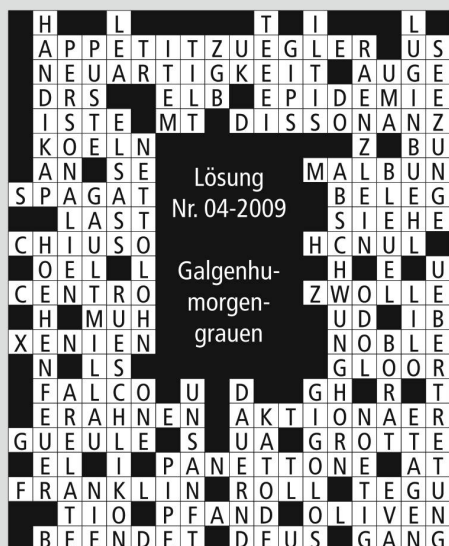 H L T I L
APPETITZUEGLER US
NEUARTIGKEIT AUGE
DRS ELB EPIDEMIE
ISTE MT DISSONANZ
KOELN Z BU
AN SE MALBUN
SPAGAT BELEG
LAST SIEHE
CHIUSO HCNUL
OEL L H E U
CENTRO ZWOLLE
H MUH UD IB
XENIEN NOBLE
N LS GLOOR
Lösung
Nr. 04-2009
Galgenhu-
morgen-
grauen
FALCO U D GH R T
ERAHNEN AKTIONAER
GUEULE S UA GROTTE
EL I PANETTONE AT
FRANKLIN ROLL TEGU
TIO PFAND OLIVEN
BEENDET DEUS GANG